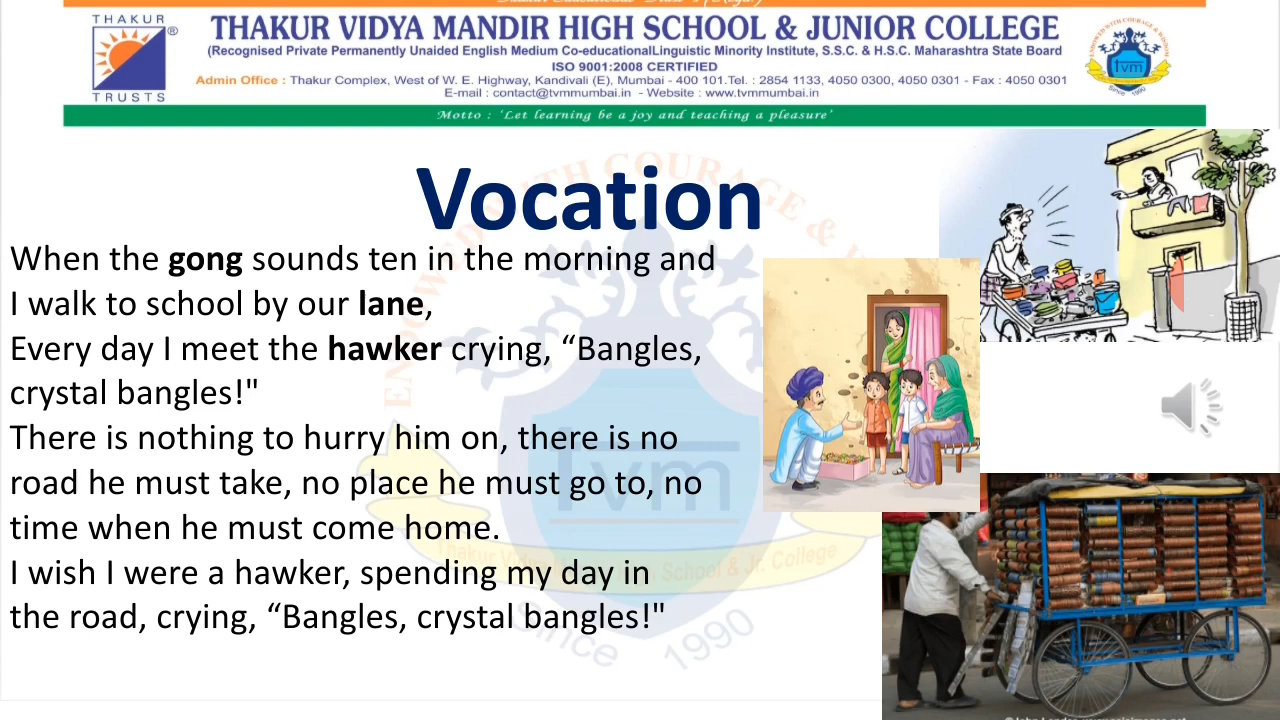 THAKUR
TRUSTS
®
THAKUR VIDYA MANDIR HIGH SCHOOL & JUNIOR COLLEGE
(Recognised Private Permanently Unaided English Medium Co-educationalLinguistic Minority Institute, S.S.C. & H.S.C. Maharashtra State Board
ISO 9001:2008 CERTIFIED
Admin Office : Thakur Complex, West of W. E. Highway, Kandivali (E), Mumbai - 400 101.Tel. : 2854 1133, 4050 0300, 4050 0301 - Fax : 4050 0301
E-mail : contact@tvmmumbai.in - Website : www.tvmmumbai.in
tvm
Since 1990
Motto : ‘Let learning be a joy and teaching a pleasure’
Vocation
When the gong sounds ten in the morning and
I walk to school by our lane,
Every day I meet the hawker crying, “Bangles,
crystal bangles!"
There is nothing to hurry him on, there is no
road he must take, no place he must go to, no
time when he must come home.
I wish I were a hawker, spending my day in
the road, crying, “Bangles, crystal bangles!"
tvm
Since 1990